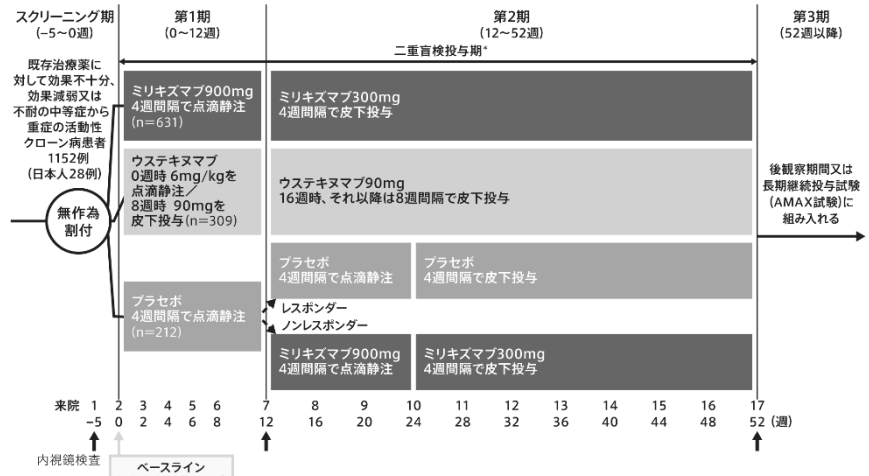 スクリーニング期
(−5〜0週)
第1期
(0〜12週)
第2期
(12〜52週)
第3期
(52週以降)
二重盲検投与期*
既存治療薬に
対して効果不十分、
効果減弱又は
不耐の中等症から
重症の活動性
クローン病患者
1152例
(日本人28例)
無作為
割付
ミリキズマブ900mg
4週間隔で点滴静注
(n=631)
ミリキズマブ300mg
4週間隔で皮下投与
ウステキヌマブ
0週時 6mg/kgを
点滴静注／
8週時 90mgを
皮下投与(n=309)
ウステキヌマブ90mg
16週時、それ以降は8週間隔で皮下投与
プラセボ
4週間隔で点滴静注
(n=212)
プラセボ
4週間隔で点滴静注
プラセボ
4週間隔で皮下投与
レスポンダー
ノンレスポンダー
ミリキズマブ900mg
4週間隔で点滴静注
ミリキズマブ300mg
4週間隔で皮下投与
後観察期間又は
長期継続投与試験
(AMAX試験)に
組み入れる
来院 1 2 3 4 5 6 7 8 9 10 11 12 13 14 15 16 17
−5 0 2 4 6 8 12 16 20 24 28 32 36 40 44 48 52 (週)
内視鏡検査
ベースライン